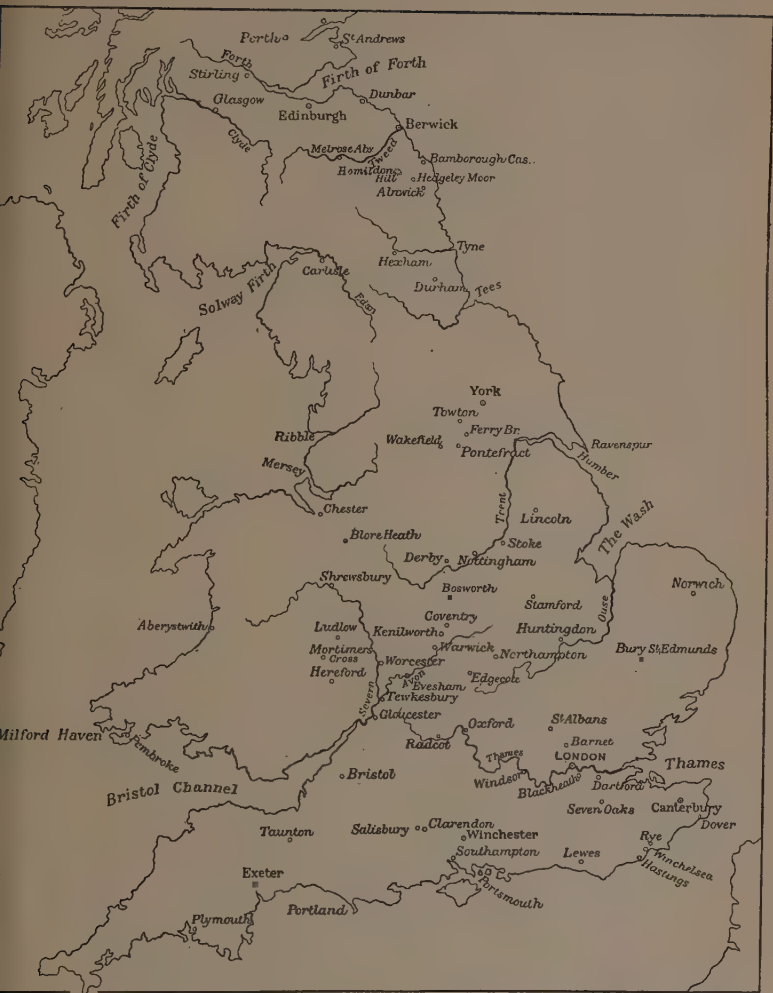 Perth
St Andrews
Forth
Stirling
Firth of Forth
Glasgow
Dunbar
Edinburgh
Berwick
Clyde
Melrose Aby
Tweed
Bamborough Cas..
Homildon
Hill
Hedgeley Moor
Alnwick
Firth of Clyde
Tyne
Hexham
Carlisle
Solway Firth
Durham
Tees
Eden
York
Towton
Ferry Br.
Ribble
Wakefield
Ravenspur
Pontefract
Humber
Mersey
Chester
Trent
Lincoln
The Wash
Blore Heath
Stoke
Derby
Nottingham
Shrewsbury
Bosworth
Norwich
Stamford
Ouse
Aberystwith
Ludlow
Coventry
Kenilworth
Huntingdon
Mortimers
Cross
Warwick
Northampton
Bury St Edmunds
Worcester
Hereford
Avon
Evesham
Edgecote
Severn
Tewkesbury
Gloucester
Milford Haven
Pembroke
Oxford
St Albans
Radcot
Barnet
Thames
LONDON
Thames
Bristol
Windsor
Blackheath
Dartford
Bristol Channel
Seven Oaks
Canterbury
Dover
Taunton
Salisbury
Clarendon
Winchester
Rye
Southampton
Lewes
Winchelsea
Hastings
Exeter
Portsmouth
Portland
Plymouth